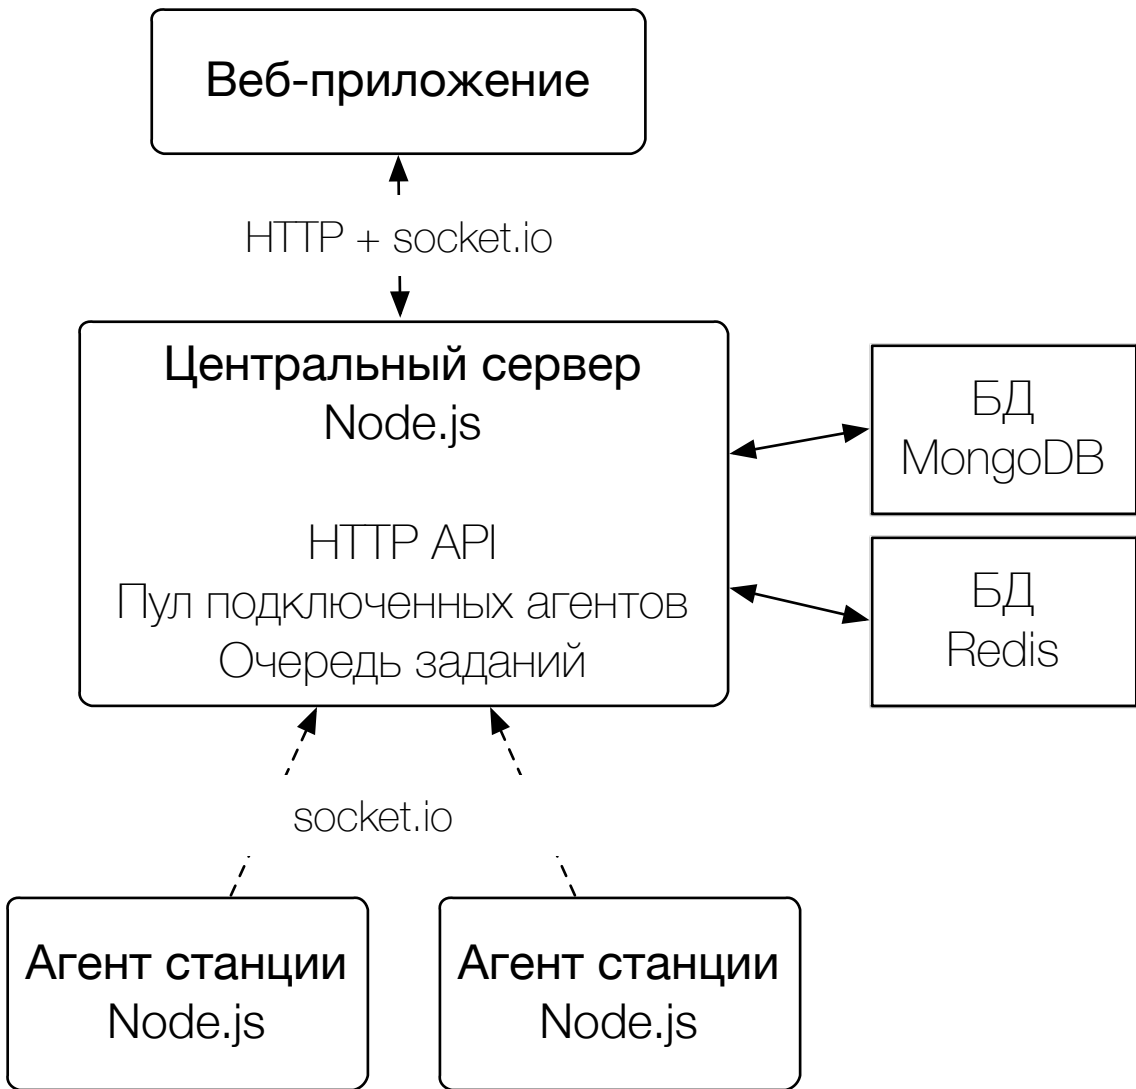 Веб-приложение
HTTP + socket.io
Центральный сервер
Node.js
HTTP API
Пул подключенных агентов
Очередь заданий
БД
MongoDB
БД
Redis
socket.io
Агент станции
Node.js
Агент станции
Node.js